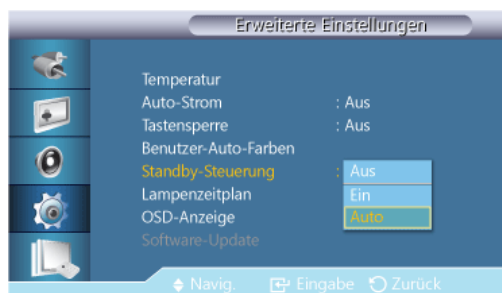 Erweiterte Einstellungen
Temperatur
Auto-Strom : Aus
Tastensperre : Aus
Benutzer-Auto-Farben
Standby-Steuerung : Aus
Lampenzeitplan Ein
OSD-Anzeige Auto
Software-Update
Navig. Eingabe Zurück